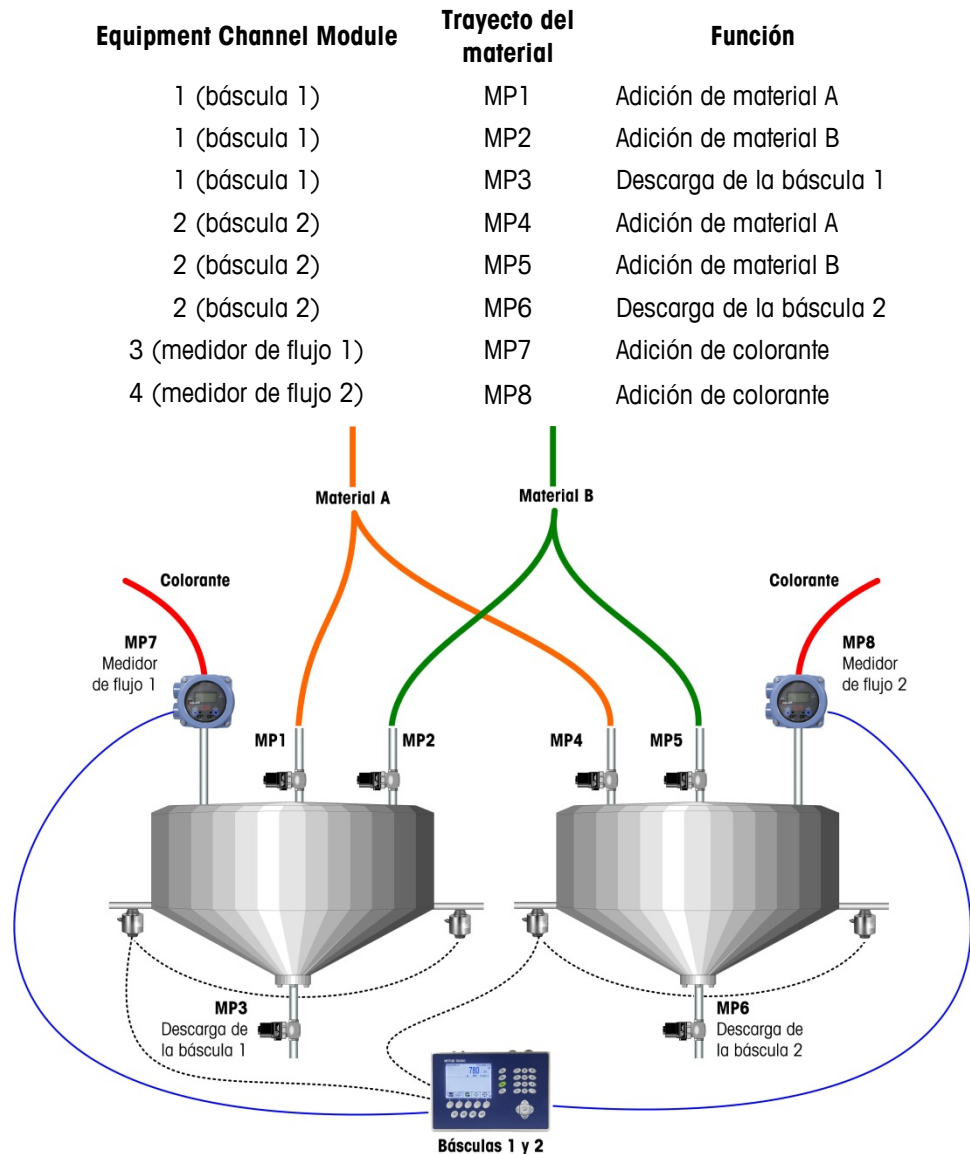 Equipment Channel Module Trayecto del material Función
1 (báscula 1) MP1 Adición de material A
1 (báscula 1) MP2 Adición de material B
1 (báscula 1) MP3 Descarga de la báscula 1
2 (báscula 2) MP4 Adición de material A
2 (báscula 2) MP5 Adición de material B
2 (báscula 2) MP6 Descarga de la báscula 2
3 (medidor de flujo 1) MP7 Adición de colorante
4 (medidor de flujo 2) MP8 Adición de colorante
Material A
Material B
Colorante
Colorante
MP7
Medidor
de flujo 1
MP8
Medidor
de flujo 2
MP1
MP2
MP4
MP5
MP3
Descarga de
la báscula 1
MP6
Descarga de
la báscula 2
780
Básculas 1 y 2